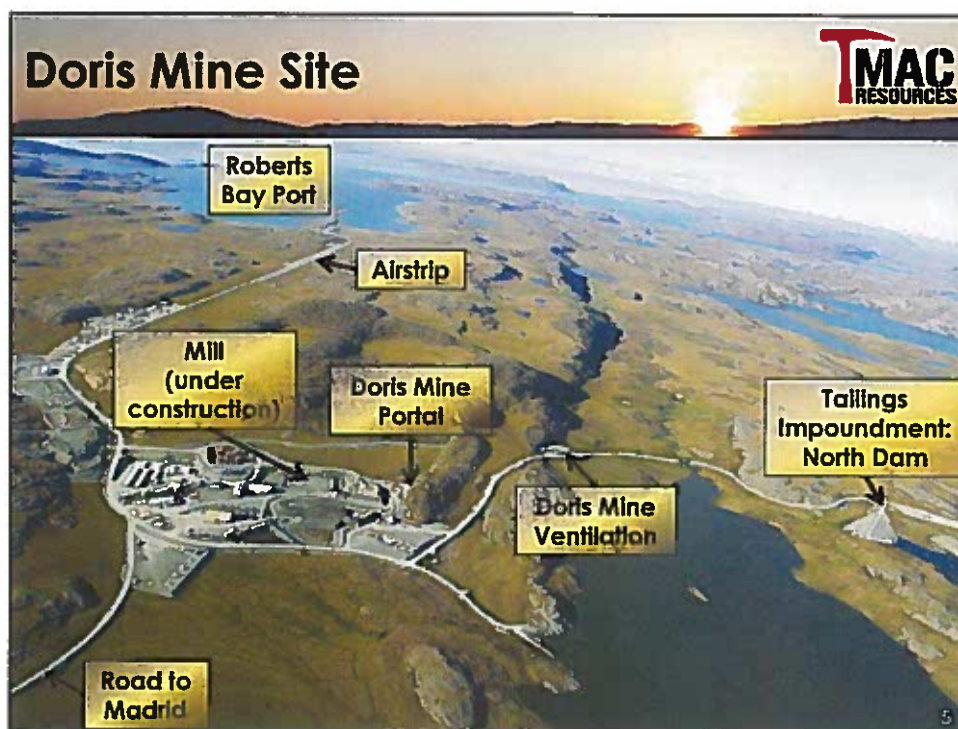 Doris Mine Site
TMAC
RESOURCES
Roberts
Bay Port
Airstrip
Mill
(under
construction)
Doris Mine
Portal
Tailings
Impoundment:
North Dam
Doris Mine
Ventilation
Road to
Madrid
5